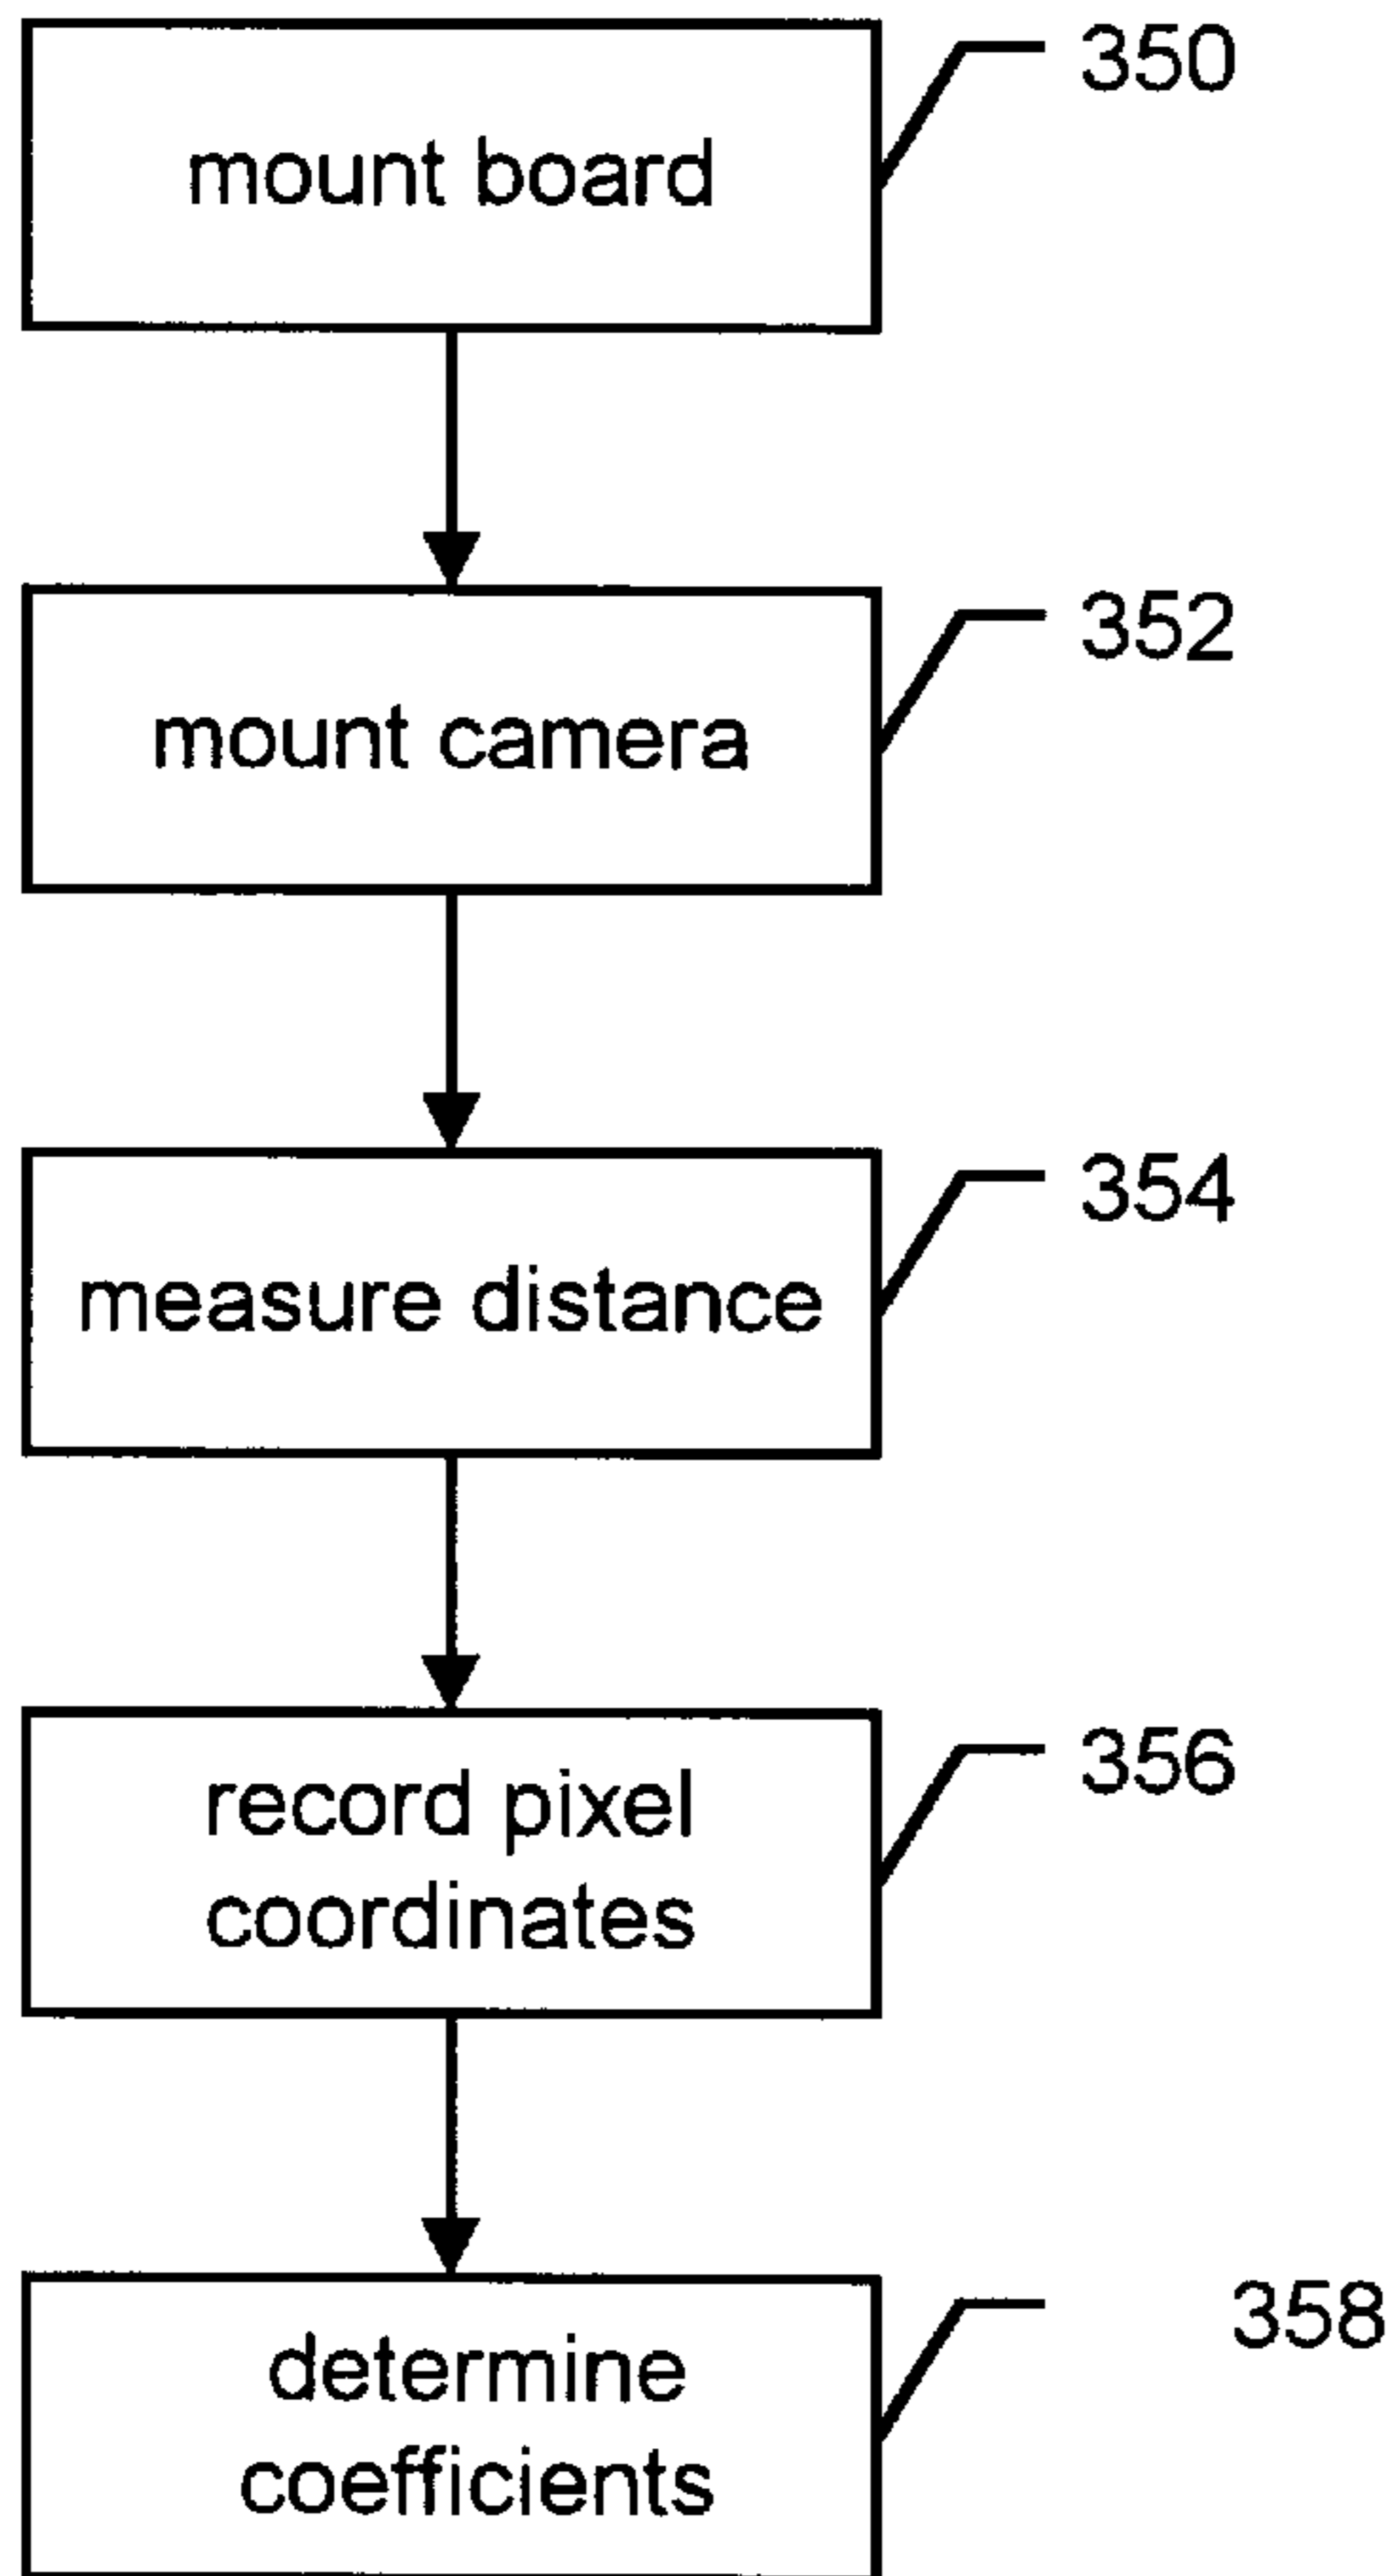 350
mount board
352
mount camera
354
measure distance
356
record pixel
coordinates
358
determine
coefficients